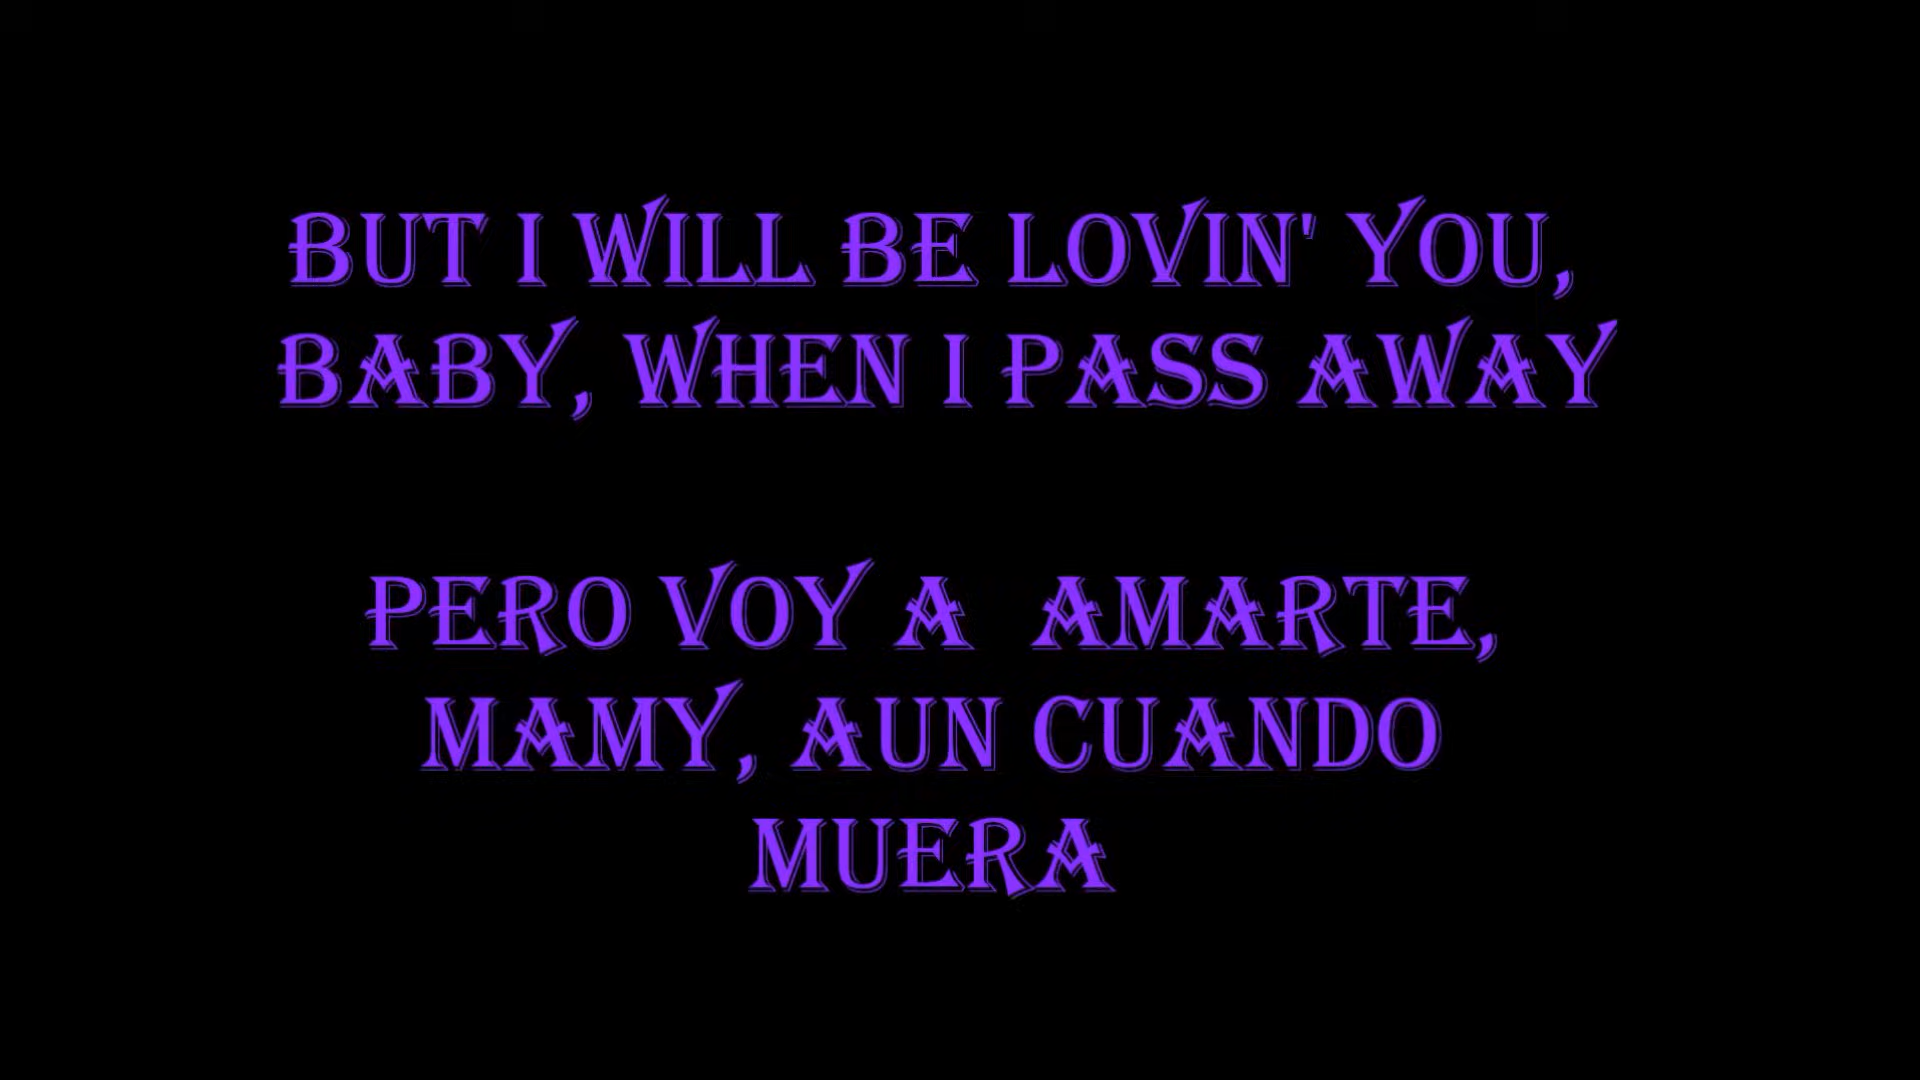 BUT I WILL BE LOVIN' YOU,
BABY, WHEN I PASS AWAY
PERO VOY A AMARTE,
MAMY, AUN CUANDO
MUERA